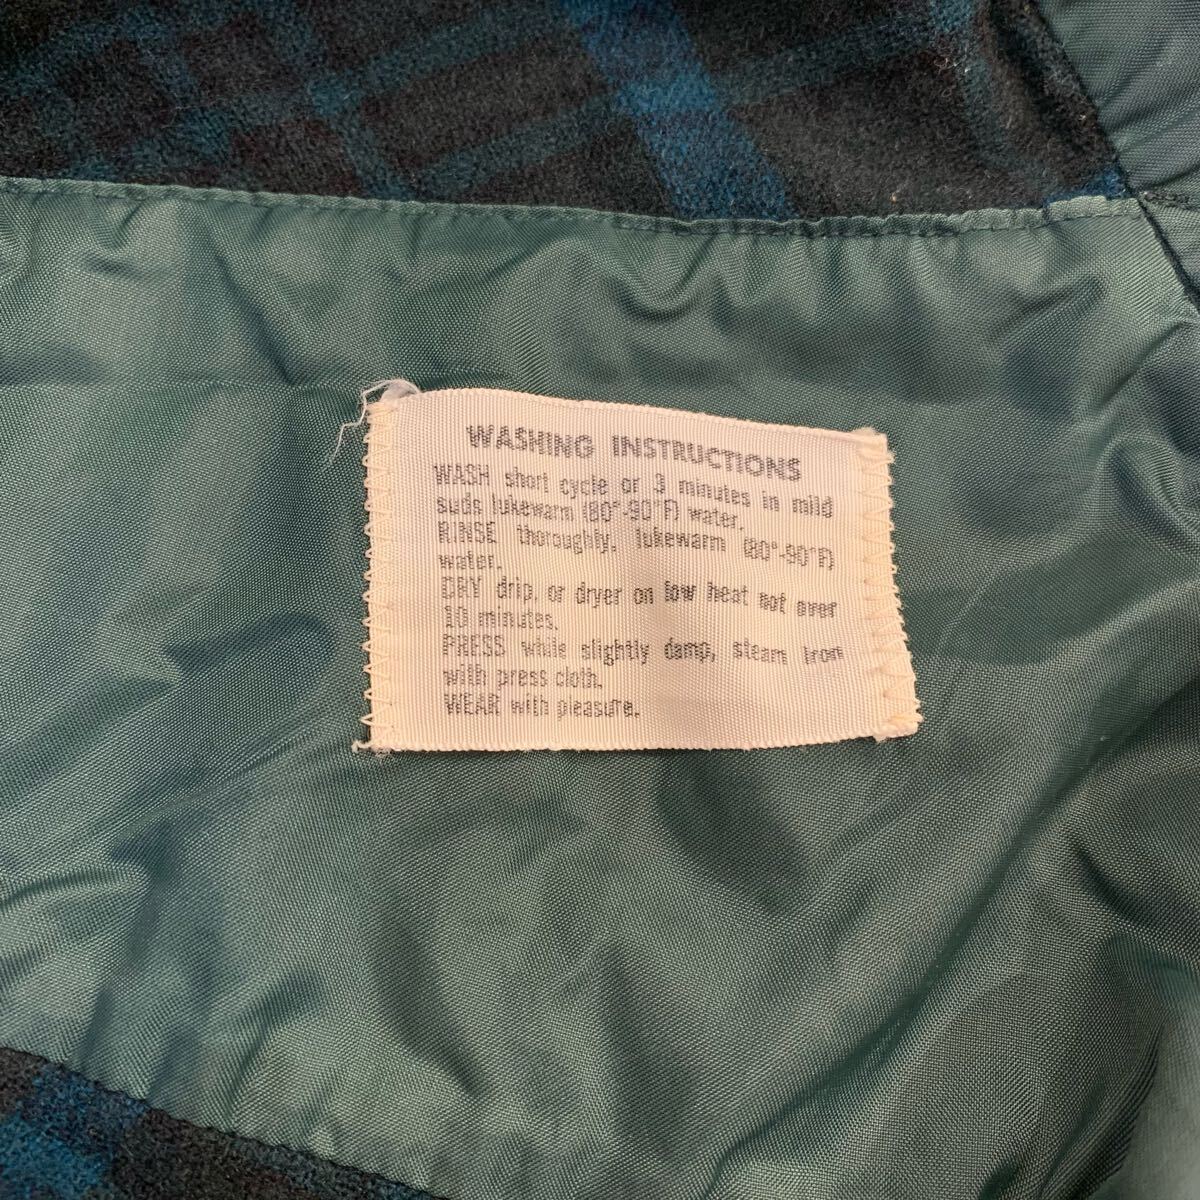 WASHING INSTRUCTIONS
WASH short cycle or 3 minutes in mild
suds lukewarm (80°-90°F) water.
RINSE thoroughly, lukewarm (80°-90°F)
water.
DRY drip, or dryer on low heat not over
10 minutes.
PRESS while slightly damp, steam iron
with press cloth.
WEAR with pleasure.